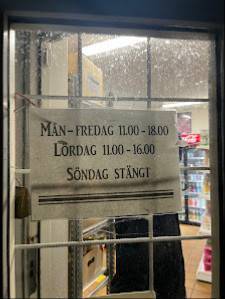 MÅN-FREDAG 11.00-18.00
LÖRDAG 11.00-16.00
SÖNDAG STÄNGT